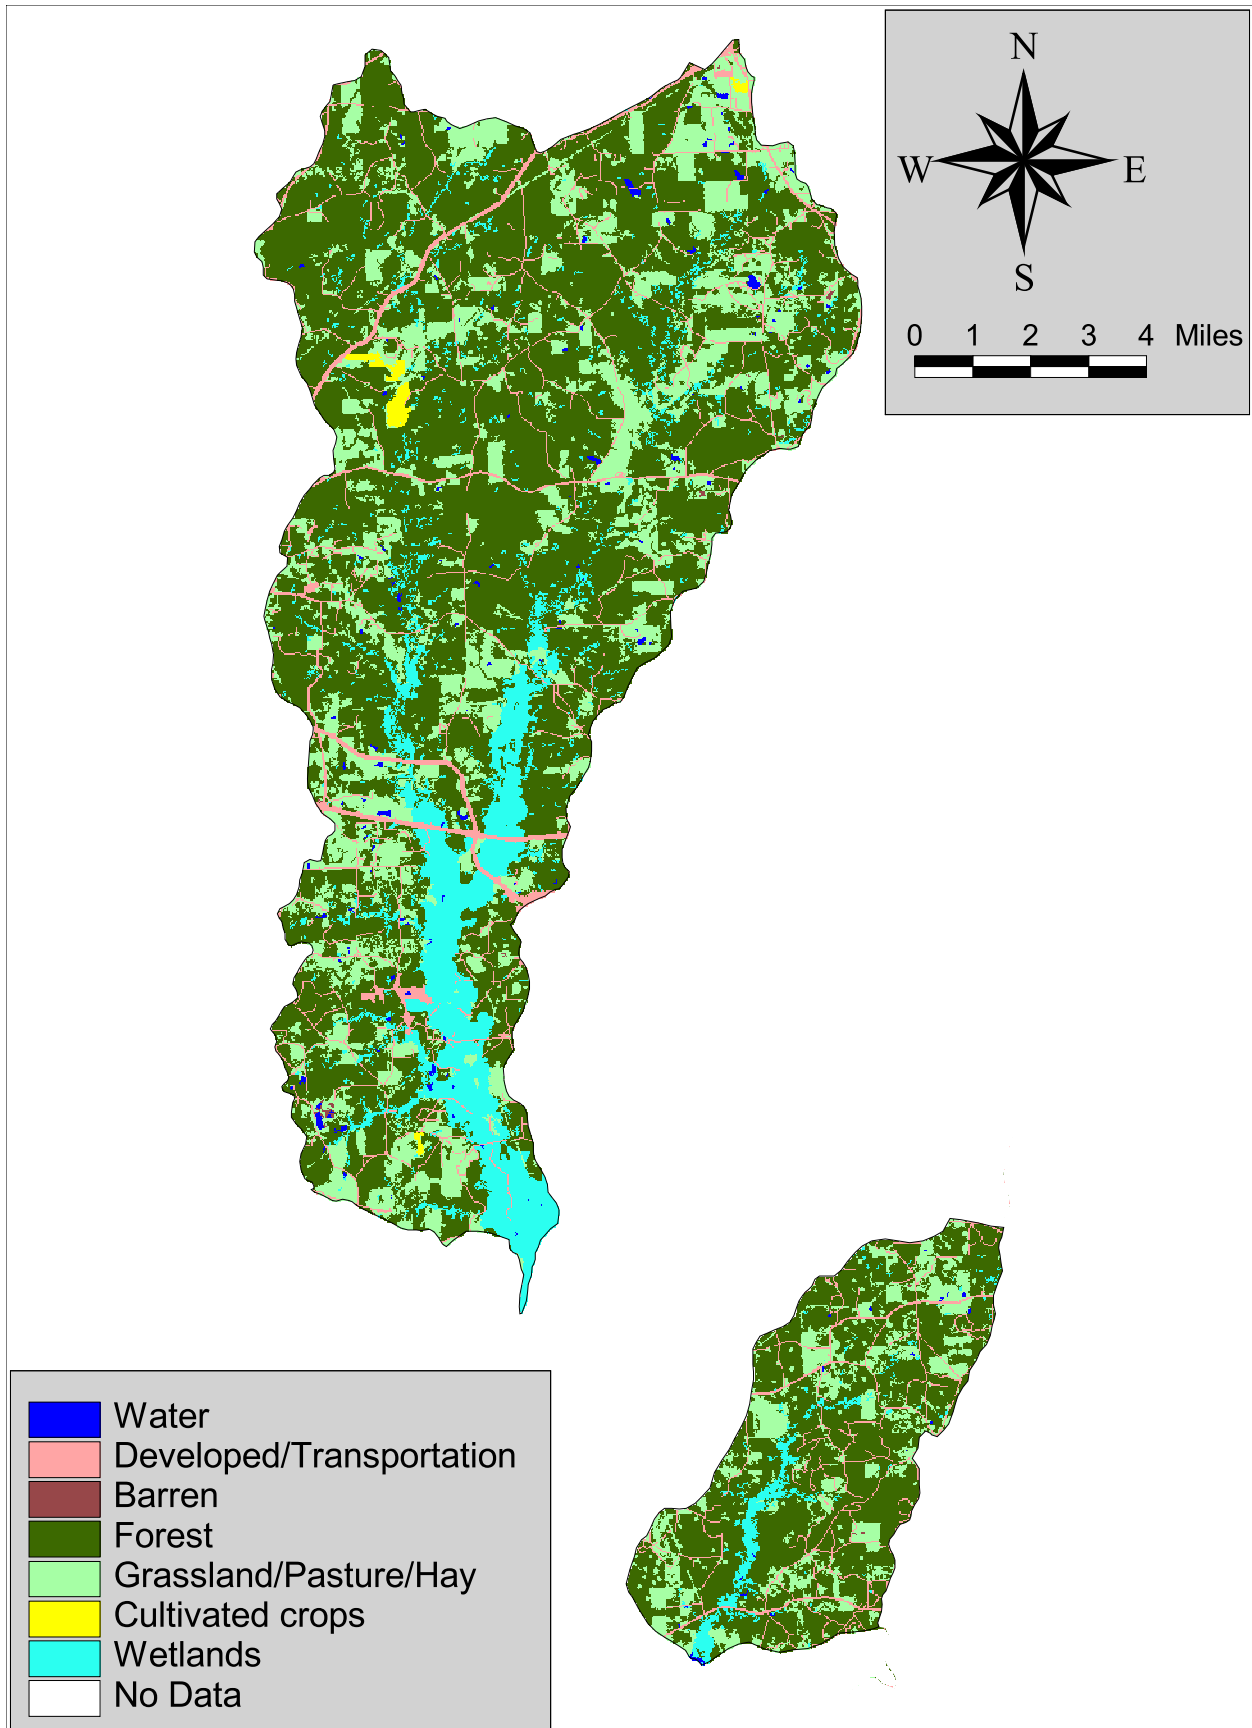 N
W E
S
0 1 2 3 4 Miles
Water
Developed/Transportation
Barren
Forest
Grassland/Pasture/Hay
Cultivated crops
Wetlands
No Data